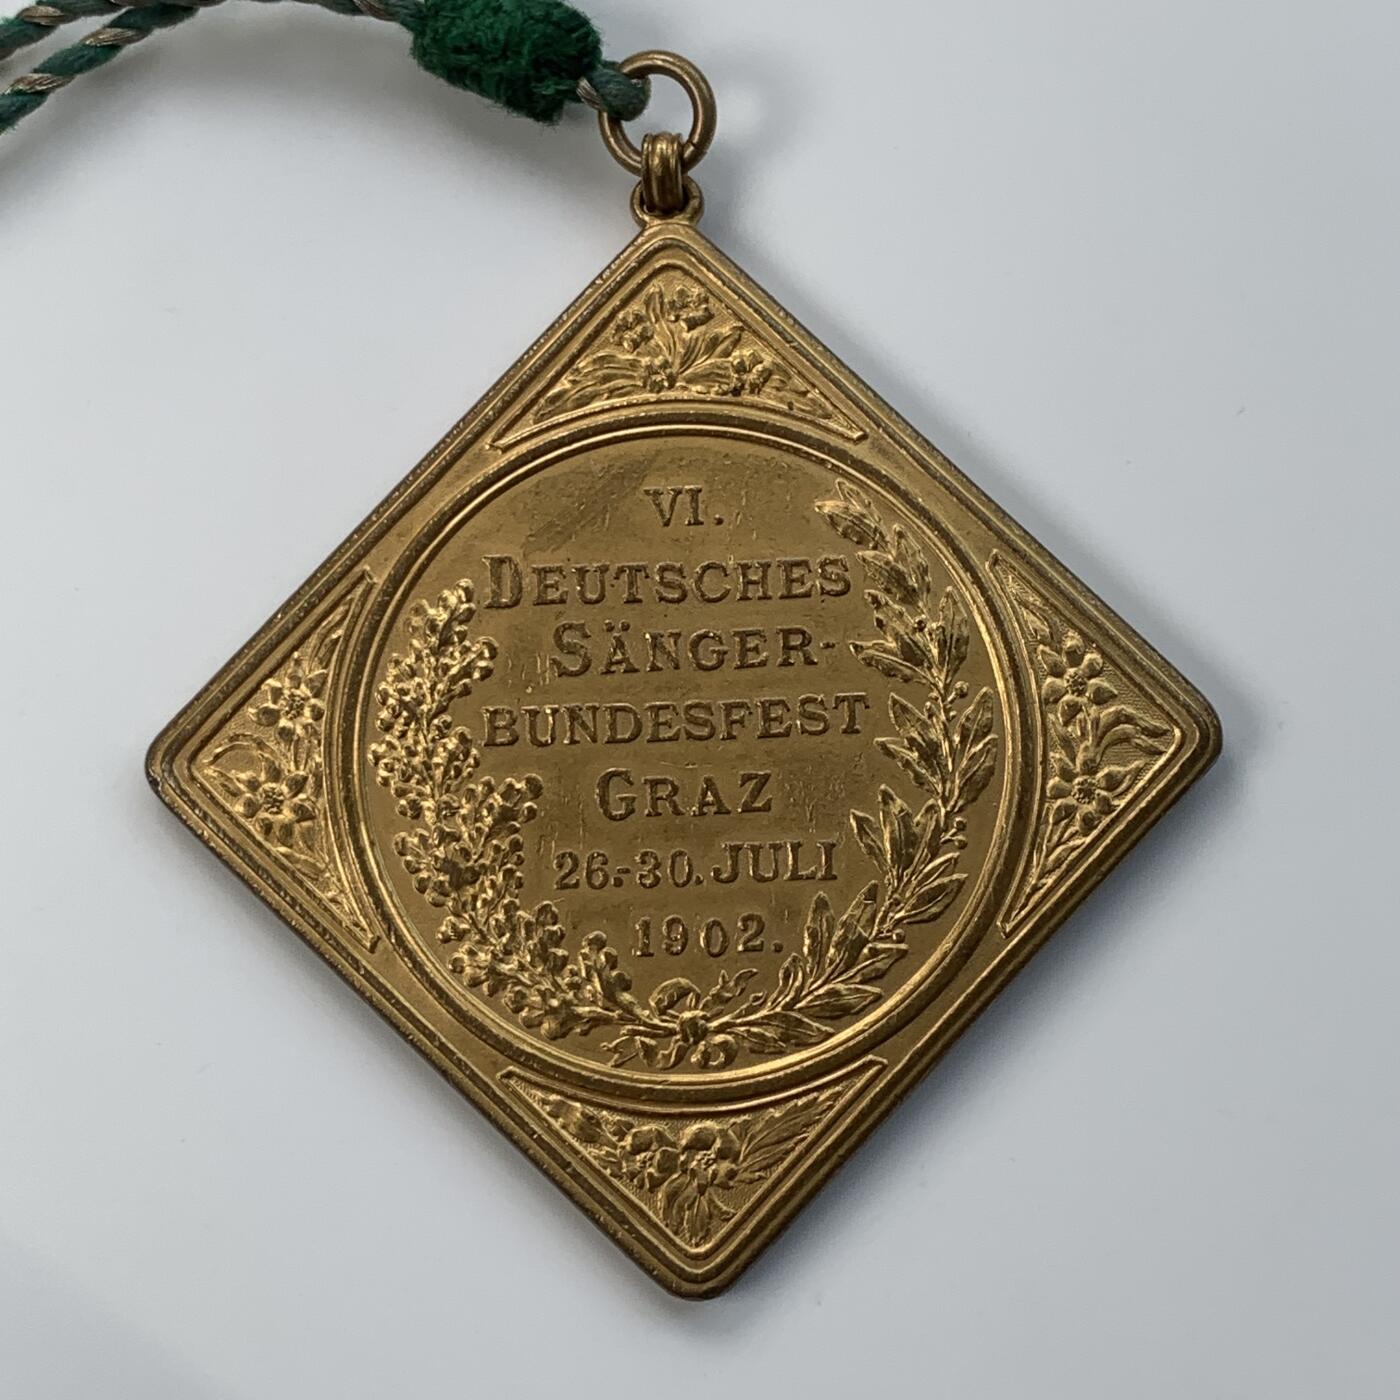 VI.
DEUTSCHES
SÄNGER-
BUNDESFEST
GRAZ
26.-30. JULI
1902.